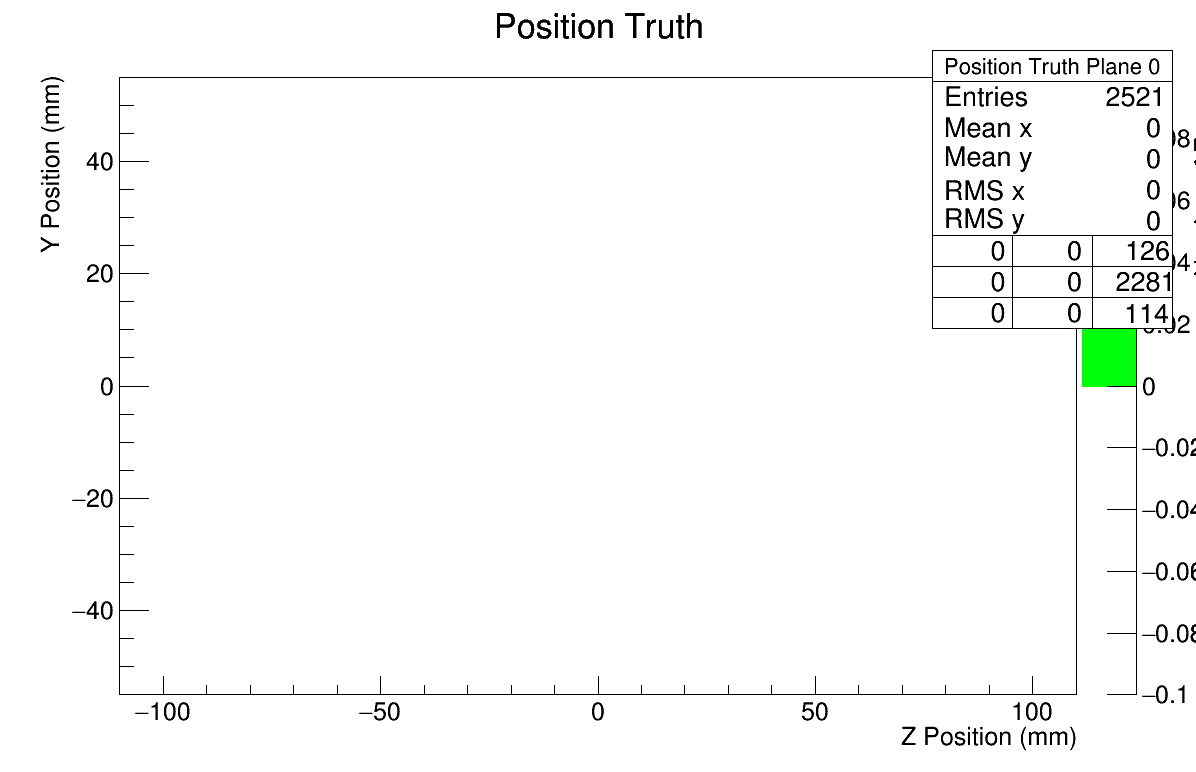 Position Truth
Position Truth Plane 0
Entries 2521
Mean x 0
Mean y 0
RMS x 0
RMS y 0
0 0 126
0 0 2281
0 0 114
Y Position (mm)
40
20
0
−20
−40
−100 −50 0 50 100
Z Position (mm)
0
−0.02
−0.04
−0.06
−0.08
−0.1